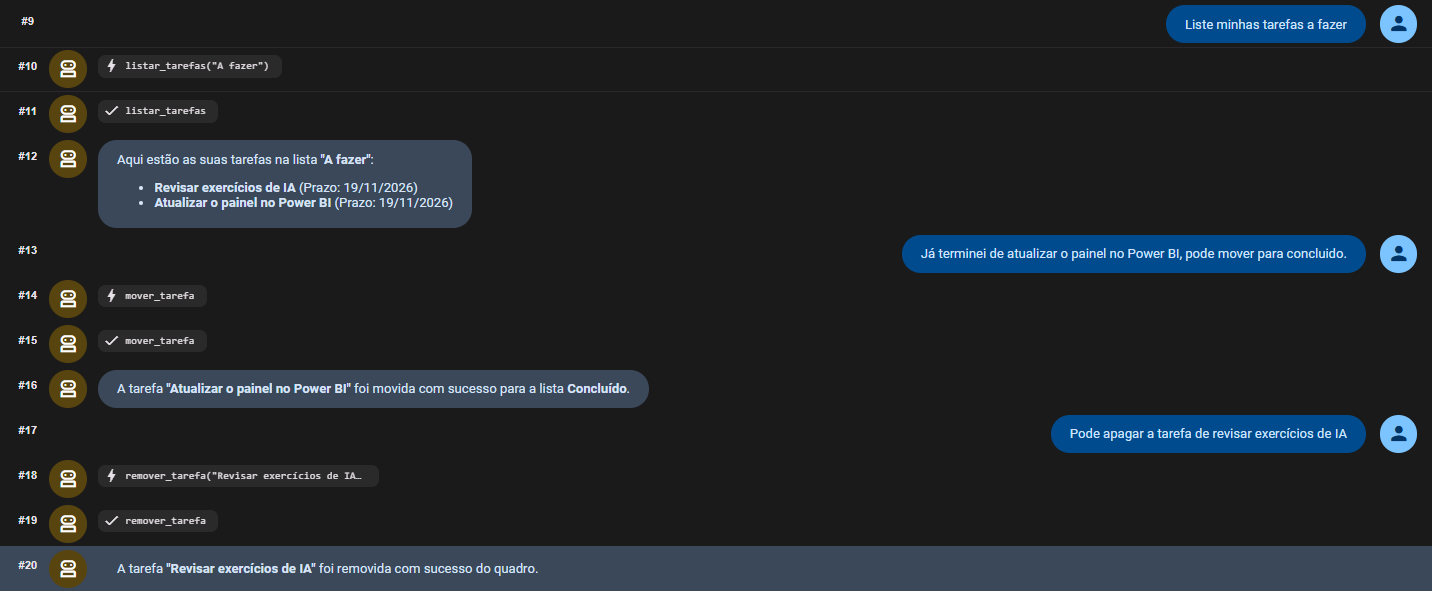 #9
Liste minhas tarefas a fazer
#10
listar_tarefas("A fazer")
#11
listar_tarefas
#12
Aqui estão as suas tarefas na lista "A fazer":
• Revisar exercícios de IA (Prazo: 19/11/2026)
• Atualizar o painel no Power BI (Prazo: 19/11/2026)
#13
Já terminei de atualizar o painel no Power BI, pode mover para concluido.
#14
mover_tarefa
#15
mover_tarefa
#16
A tarefa "Atualizar o painel no Power BI" foi movida com sucesso para a lista Concluído.
#17
Pode apagar a tarefa de revisar exercícios de IA
#18
remover_tarefa("Revisar exercícios de IA…
#19
remover_tarefa
#20
A tarefa "Revisar exercícios de IA" foi removida com sucesso do quadro.